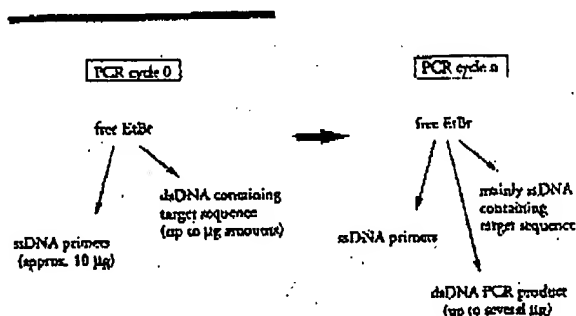 PCR cycle 0
free EtBr
dsDNA containing
target sequence
(up to µg amounts)
ssDNA primers
(approx. 10 µg)
PCR cycle n
free EtBr
mainly ssDNA
containing
target sequence
ssDNA primers
dsDNA PCR product
(up to several µg)